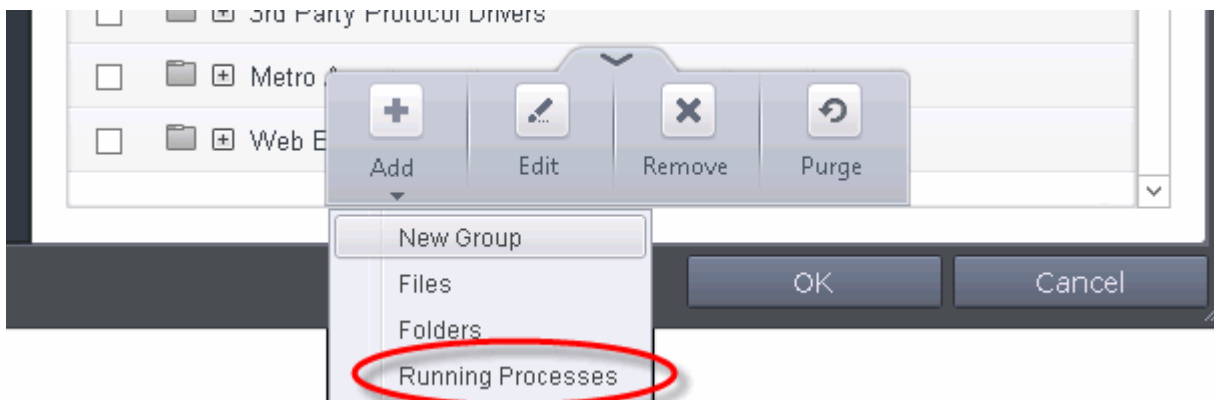 3rd Party Protocol Drivers
Metro
Web
Add
Edit
Remove
Purge
New Group
Files
Folders
Running Processes
OK
Cancel